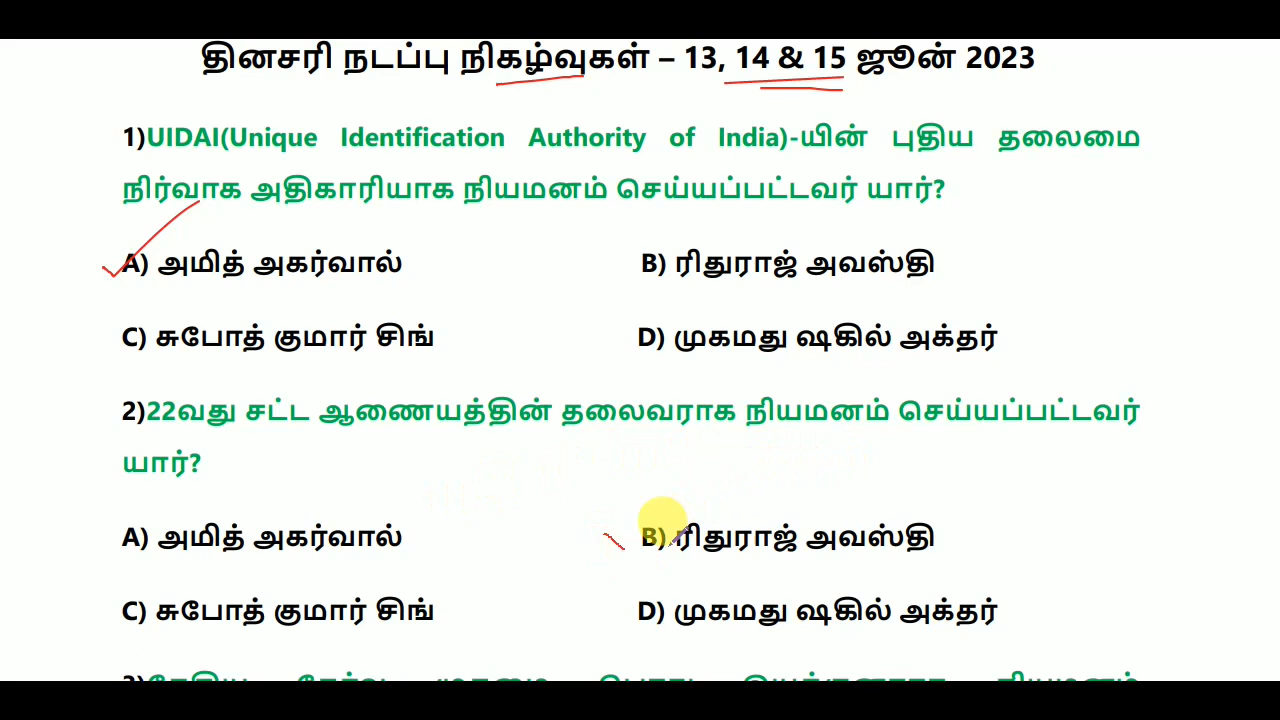 தினசரி நடப்பு நிகழ்வுகள் – 13, 14 & 15 ஜூன் 2023
1)UIDAI(Unique Identification Authority of India)-யின் புதிய தலைமை
நிர்வாக அதிகாரியாக நியமனம் செய்யப்பட்டவர் யார்?
A) அமித் அகர்வால் B) ரிதுராஜ் அவஸ்தி
C) சுபோத் குமார் சிங் D) முகமது ஷகில் அக்தர்
2)22வது சட்ட ஆணையத்தின் தலைவராக நியமனம் செய்யப்பட்டவர்
யார்?
A) அமித் அகர்வால் B) ரிதுராஜ் அவஸ்தி
C) சுபோத் குமார் சிங் D) முகமது ஷகில் அக்தர்